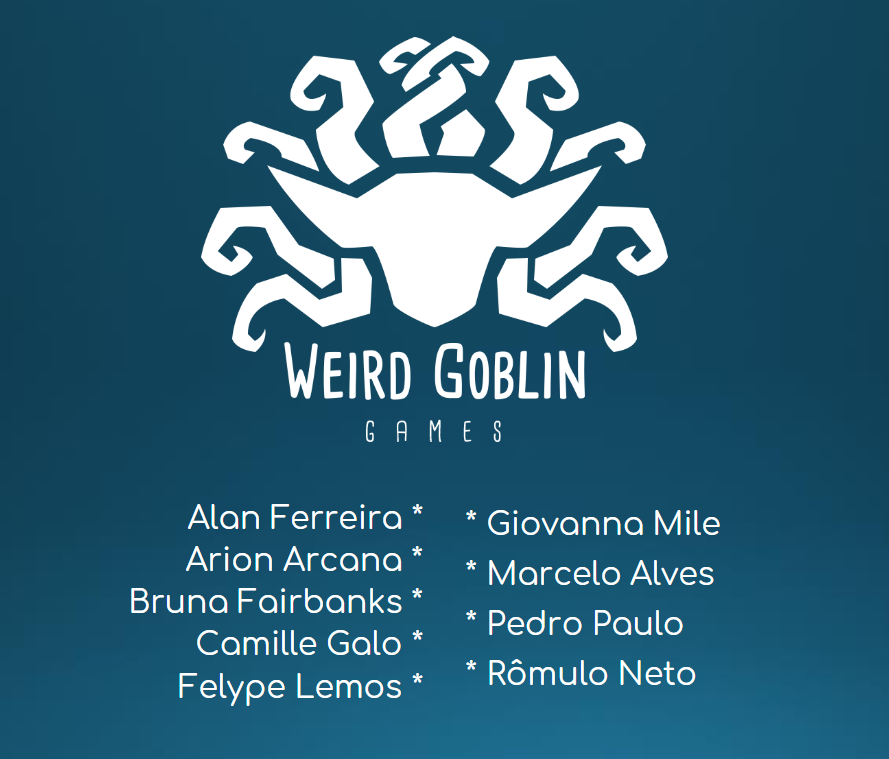 Weird Goblin
GAMES
Alan Ferreira *
Arion Arcana *
Bruna Fairbanks *
Camille Galo *
Felype Lemos *
* Giovanna Mile
* Marcelo Alves
* Pedro Paulo
* Rômulo Neto